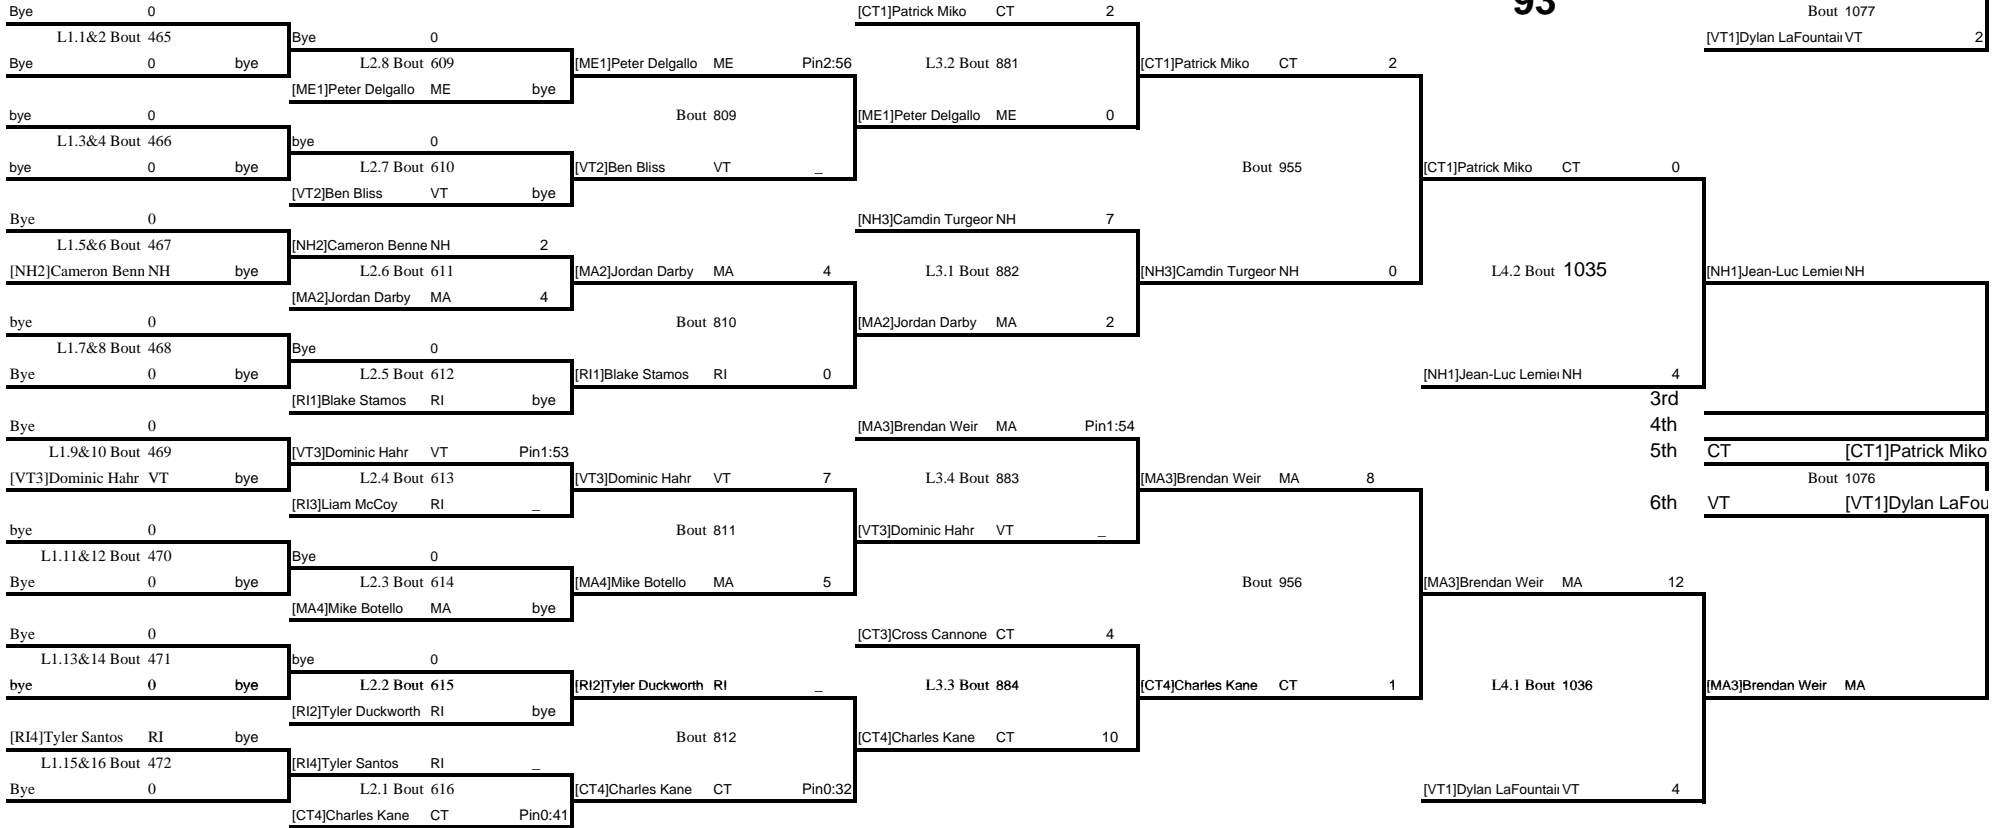 Bye 0
L1.1&2 Bout 465
Bye 0 bye
bye 0
L1.3&4 Bout 466
bye 0 bye
Bye 0
L1.5&6 Bout 467
[NH2]Cameron Benn NH bye
bye 0
L1.7&8 Bout 468
Bye 0 bye
Bye 0
L1.9&10 Bout 469
[VT3]Dominic Hahr VT bye
bye 0
L1.11&12 Bout 470
Bye 0 bye
Bye 0
L1.13&14 Bout 471
bye 0 bye
[RI4]Tyler Santos RI bye
L1.15&16 Bout 472
Bye 0
Bye 0
L2.8 Bout 609
[ME1]Peter Delgallo ME bye
bye 0
L2.7 Bout 610
[VT2]Ben Bliss VT bye
[NH2]Cameron Benne NH 2
L2.6 Bout 611
[MA2]Jordan Darby MA 4
Bye 0
L2.5 Bout 612
[RI1]Blake Stamos RI bye
[VT3]Dominic Hahr VT Pin1:53
L2.4 Bout 613
[RI3]Liam McCoy RI _
Bye 0
L2.3 Bout 614
[MA4]Mike Botello MA bye
bye 0
L2.2 Bout 615
[RI2]Tyler Duckworth RI bye
[RI4]Tyler Santos RI _
L2.1 Bout 616
[CT4]Charles Kane CT Pin0:41
[ME1]Peter Delgallo ME Pin2:56
Bout 809
[VT2]Ben Bliss VT _
[MA2]Jordan Darby MA 4
Bout 810
[RI1]Blake Stamos RI 0
[VT3]Dominic Hahr VT 7
Bout 811
[MA4]Mike Botello MA 5
[RI2]Tyler Duckworth RI _
Bout 812
[CT4]Charles Kane CT Pin0:32
[CT1]Patrick Miko CT 2
L3.2 Bout 881
[ME1]Peter Delgallo ME 0
[NH3]Camdin Turgeor NH 7
L3.1 Bout 882
[MA2]Jordan Darby MA 2
[MA3]Brendan Weir MA Pin1:54
L3.4 Bout 883
[VT3]Dominic Hahr VT _
[CT3]Cross Cannone CT 4
L3.3 Bout 884
[CT4]Charles Kane CT 10
[CT1]Patrick Miko CT 2
Bout 955
[NH3]Camdin Turgeor NH 0
[MA3]Brendan Weir MA 8
Bout 956
[CT4]Charles Kane CT 1
93
[CT1]Patrick Miko CT 0
L4.2 Bout 1035
[NH1]Jean-Luc Lemie NH 4
[MA3]Brendan Weir MA 12
L4.1 Bout 1036
[VT1]Dylan LaFountai VT 4
Bout 1077
[VT1]Dylan LaFountai VT 2
[NH1]Jean-Luc Lemie NH
3rd
4th
5th CT [CT1]Patrick Miko
Bout 1076
6th VT [VT1]Dylan LaFou
[MA3]Brendan Weir MA